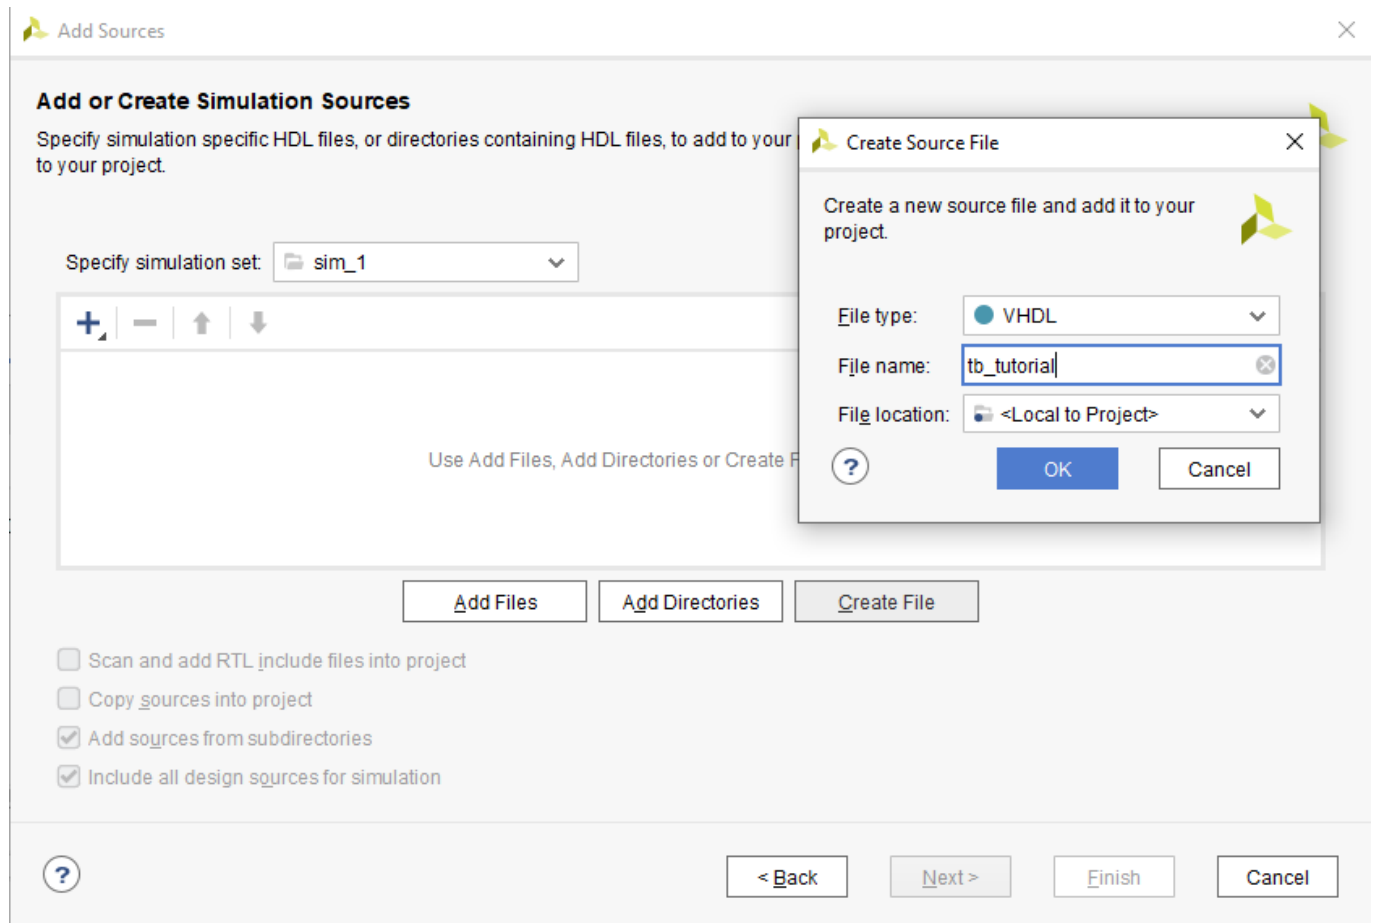 Add Sources
Add or Create Simulation Sources
Specify simulation specific HDL files, or directories containing HDL files, to add to your
to your project.
Specify simulation set:
sim_1
Use Add Files, Add Directories or Create F
Add Files
Add Directories
Create File
Scan and add RTL include files into project
Copy sources into project
Add sources from subdirectories
Include all design sources for simulation
?
< Back
Next >
Finish
Cancel
Create Source File
Create a new source file and add it to your
project.
File type:
VHDL
File name:
tb_tutorial
File location:
<Local to Project>
?
OK
Cancel